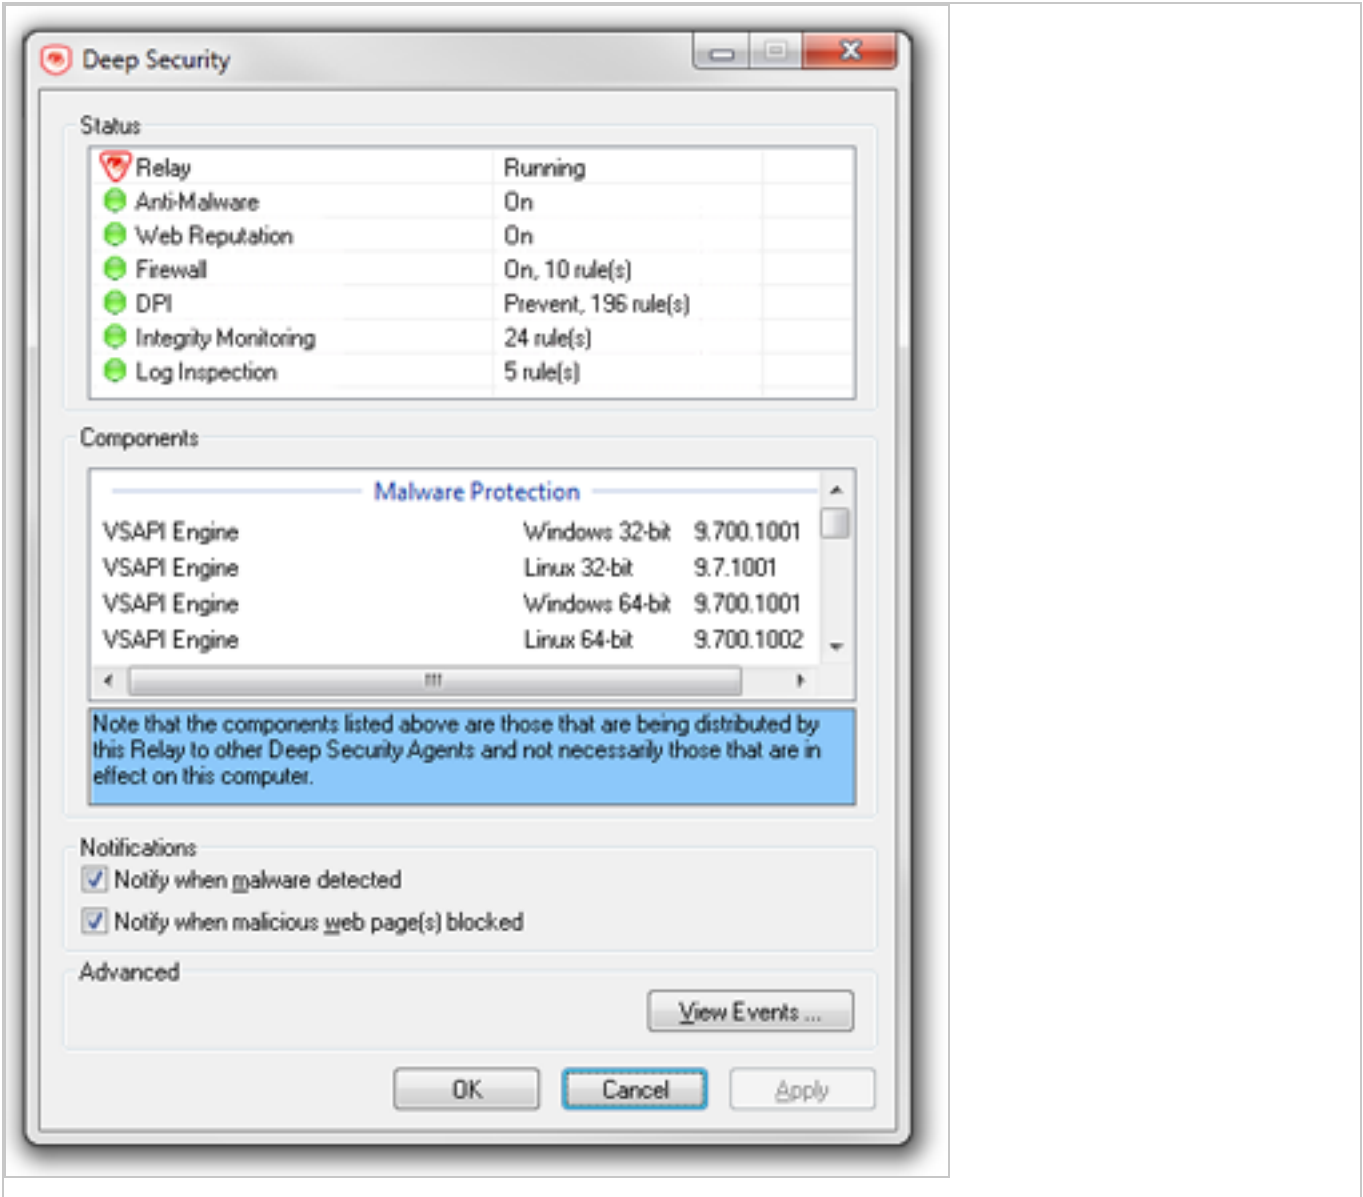 Deep Security
Status
Relay Running
Anti-Malware On
Web Reputation On
Firewall On, 10 rule(s)
DPI Prevent, 196 rule(s)
Integrity Monitoring 24 rule(s)
Log Inspection 5 rule(s)
Components
Malware Protection
VSAPI Engine Windows 32-bit 9.700.1001
VSAPI Engine Linux 32-bit 9.7.1001
VSAPI Engine Windows 64-bit 9.700.1001
VSAPI Engine Linux 64-bit 9.700.1002
Note that the components listed above are those that are being distributed by
this Relay to other Deep Security Agents and not necessarily those that are in
effect on this computer.
Notifications
Notify when malware detected
Notify when malicious web page(s) blocked
Advanced
View Events ...
OK Cancel Apply